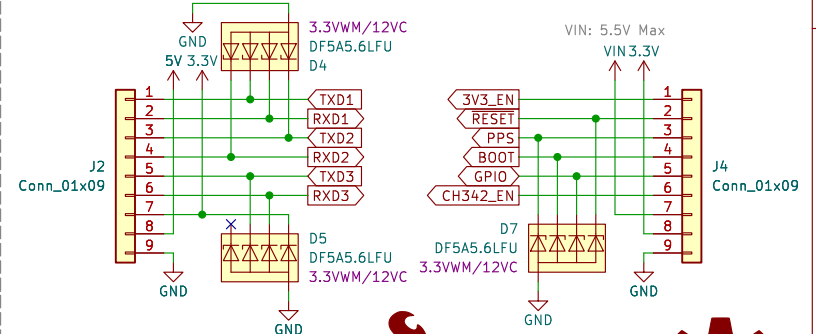 VIN: 5.5V Max
3.3VWM/12VC
DF5A5.6LFU
D4
GND
5V 3.3V
VIN 3.3V
1
2
3
4
5
6
7
8
9
J2
Conn_01x09
TXD1
RXD1
TXD2
RXD2
TXD3
RXD3
D5
DF5A5.6LFU
3.3VWM/12VC
GND
GND
3V3_EN
RESET
PPS
BOOT
GPIO
CH342_EN
1
2
3
4
5
6
7
8
9
J4
Conn_01x09
D7
DF5A5.6LFU
3.3VWM/12VC
GND
GND